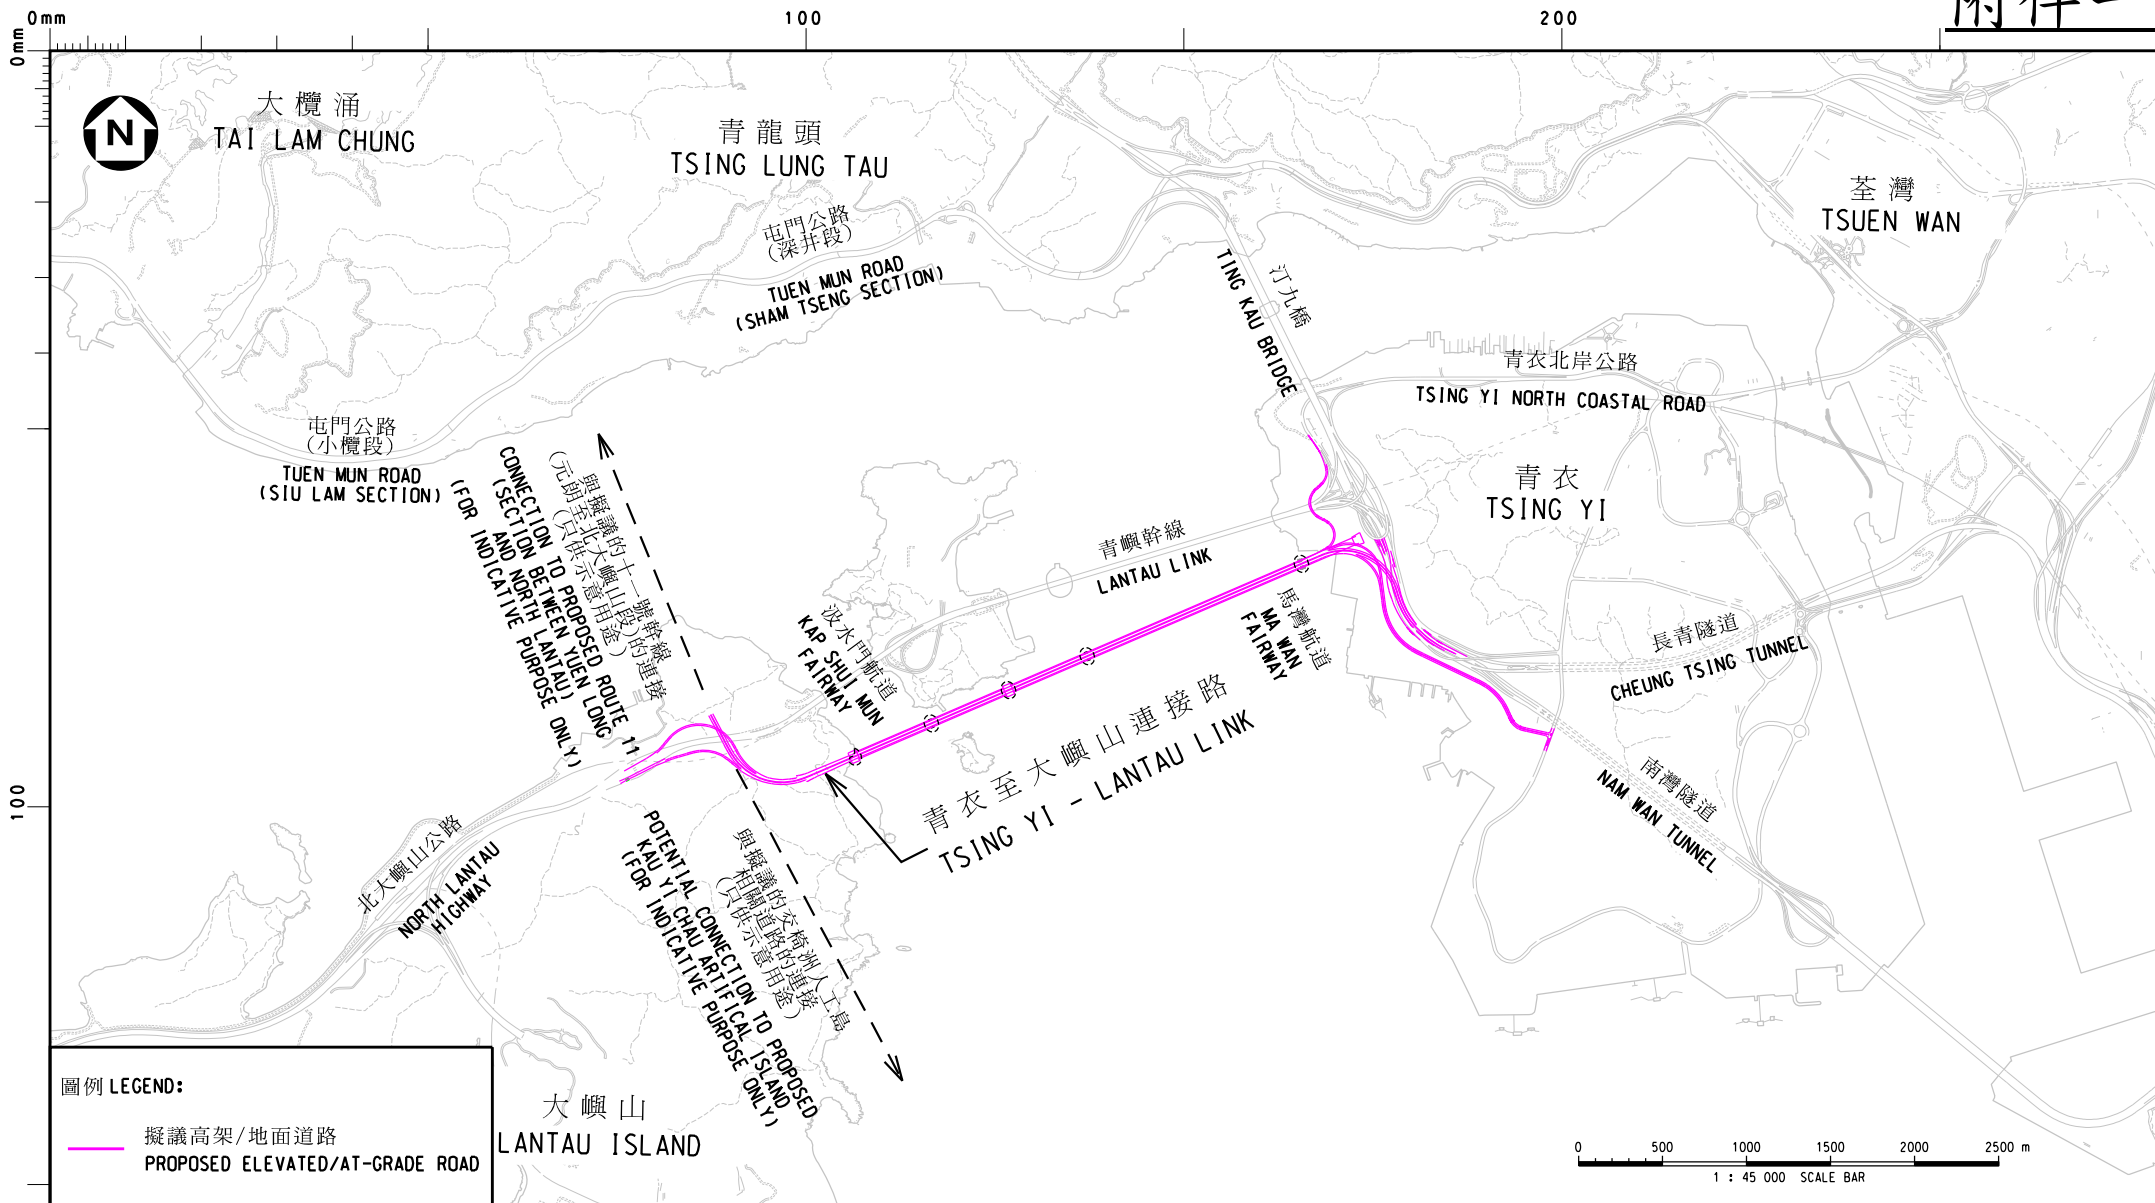 0mm
100
200
0mm
100
N
大欖涌
TAI LAM CHUNG
青龍頭
TSING LUNG TAU
屯門公路
(深井段)
TUEN MUN ROAD
(SHAM TSENG SECTION)
荃灣
TSUEN WAN
汀九橋
TING KAU BRIDGE
青衣北岸公路
TSING YI NORTH COASTAL ROAD
屯門公路
(小欖段)
TUEN MUN ROAD
(SIU LAM SECTION)
與擬議的十一號幹線
(元朗至北大嶼山段)的連接
(只供示意用途)
CONNECTION TO PROPOSED ROUTE 11
(SECTION BETWEEN YUEN LONG
AND NORTH LANTAU)
(FOR INDICATIVE PURPOSE ONLY)
青衣
TSING YI
青嶼幹線
LANTAU LINK
汲水門航道
KAP SHUI MUN
FAIRWAY
馬灣航道
MA WAN
FAIRWAY
長青隧道
CHEUNG TSING TUNNEL
青衣至大嶼山連接路
TSING YI - LANTAU LINK
南灣隧道
NAM WAN TUNNEL
北大嶼山公路
NORTH LANTAU
HIGHWAY
與擬議的交椅洲人工島
相關道路的連接
(只供示意用途)
POTENTIAL CONNECTION TO PROPOSED
KAU YI CHAU ARTIFICAL ISLAND
(FOR INDICATIVE PURPOSE ONLY)
大嶼山
LANTAU ISLAND
圖例 LEGEND:
擬議高架/地面道路
PROPOSED ELEVATED/AT-GRADE ROAD
0 500 1000 1500 2000 2500 m
1 : 45 000 SCALE BAR